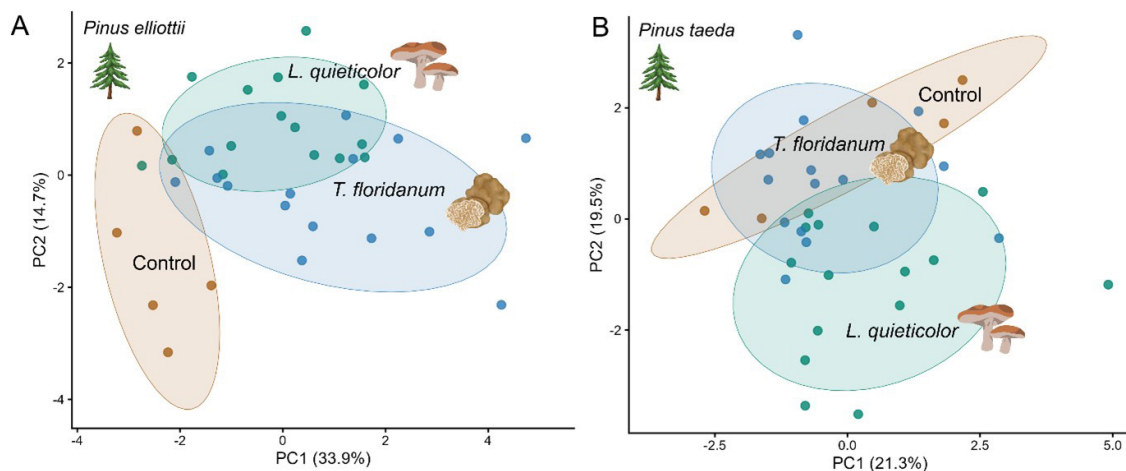 A
Pinus elliottii
L. quieticolor
T. floridanum
Control
2
0
-2
-4
PC2 (14.7%)
-4
-2
0
2
4
PC1 (33.9%)
B
Pinus taeda
Control
T. floridanum
L. quieticolor
2
0
-2
PC2 (19.5%)
-2.5
0.0
2.5
5.0
PC1 (21.3%)